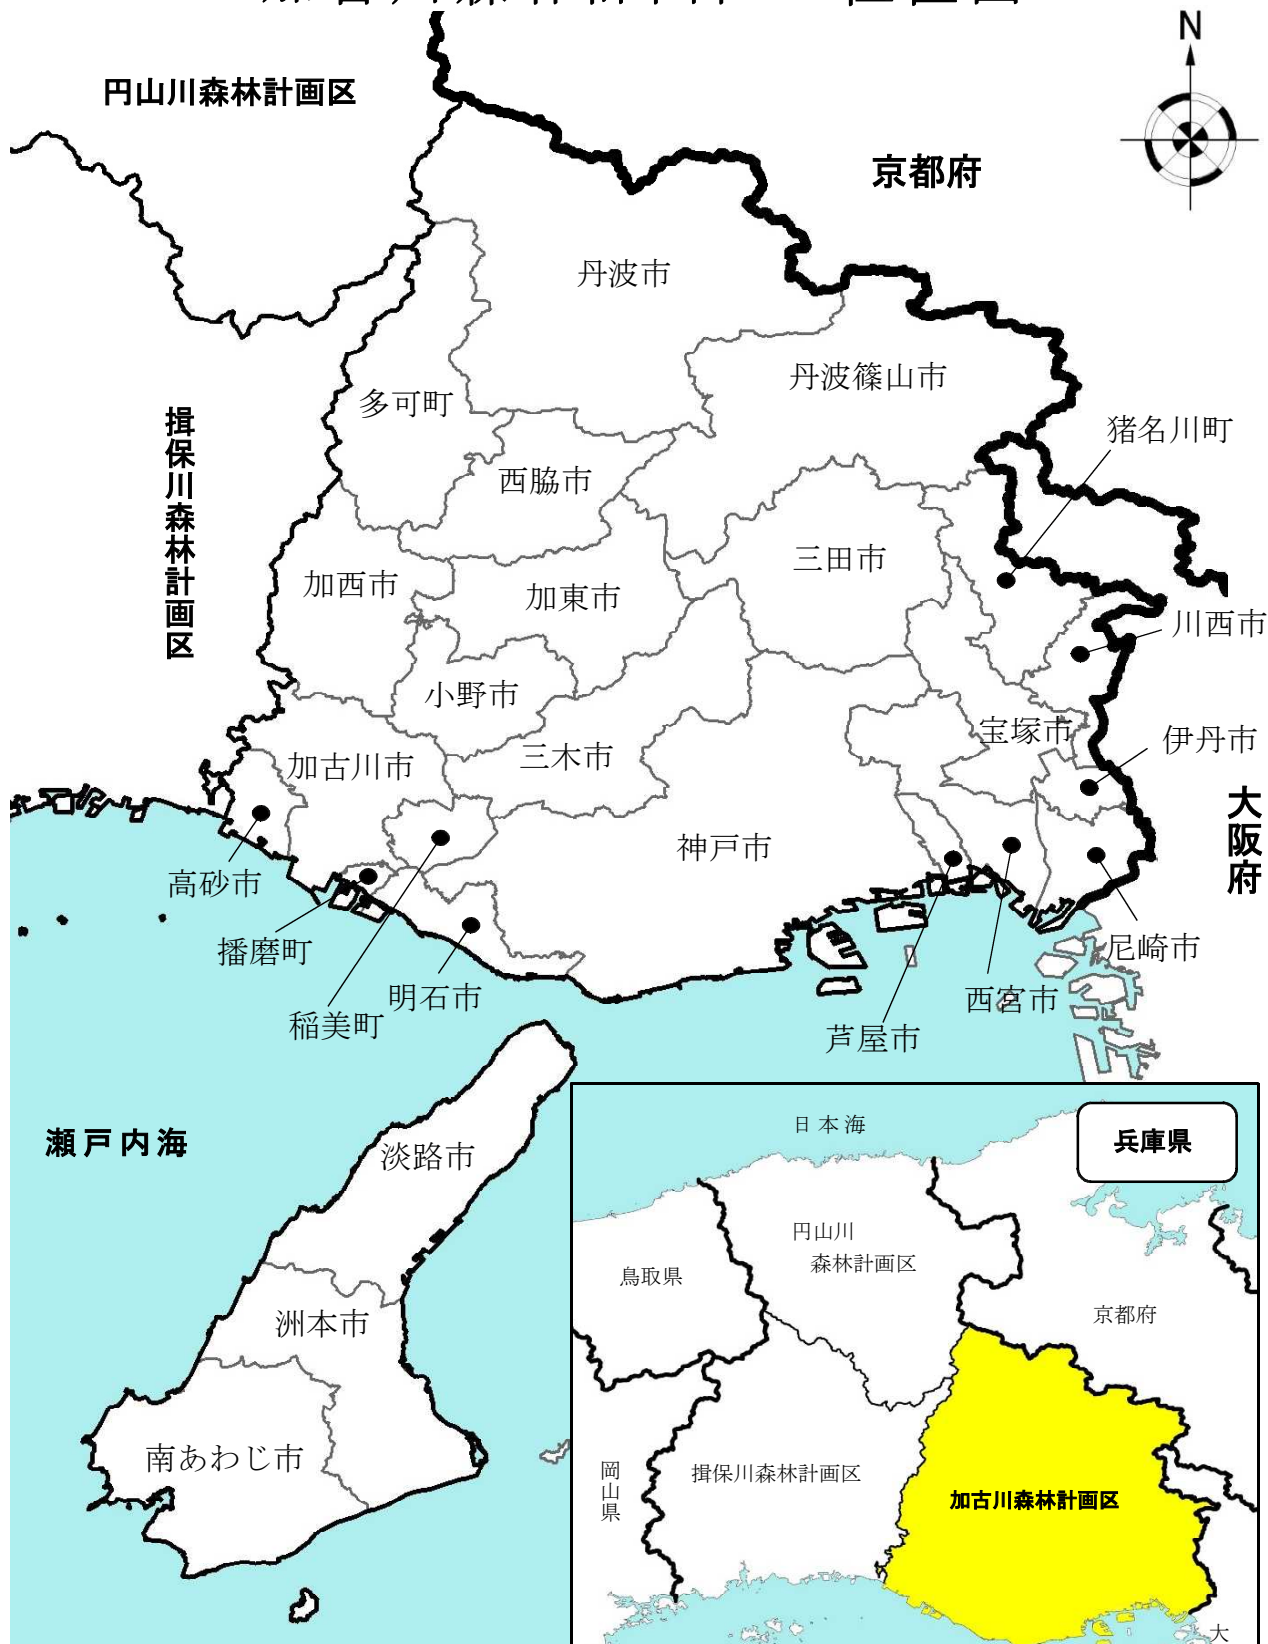 N
円山川森林計画区
京都府
丹波市
丹波篠山市
多可町
猪名川町
揖保川森林計画区
西脇市
三田市
加西市
加東市
川西市
小野市
宝塚市
伊丹市
三木市
加古川市
大阪府
神戸市
高砂市
播磨町
尼崎市
明石市
西宮市
稲美町
芦屋市
瀬戸内海
淡路市
洲本市
南あわじ市
日本海
兵庫県
円山川
森林計画区
鳥取県
京都府
揖保川森林計画区
岡山県
加古川森林計画区
大